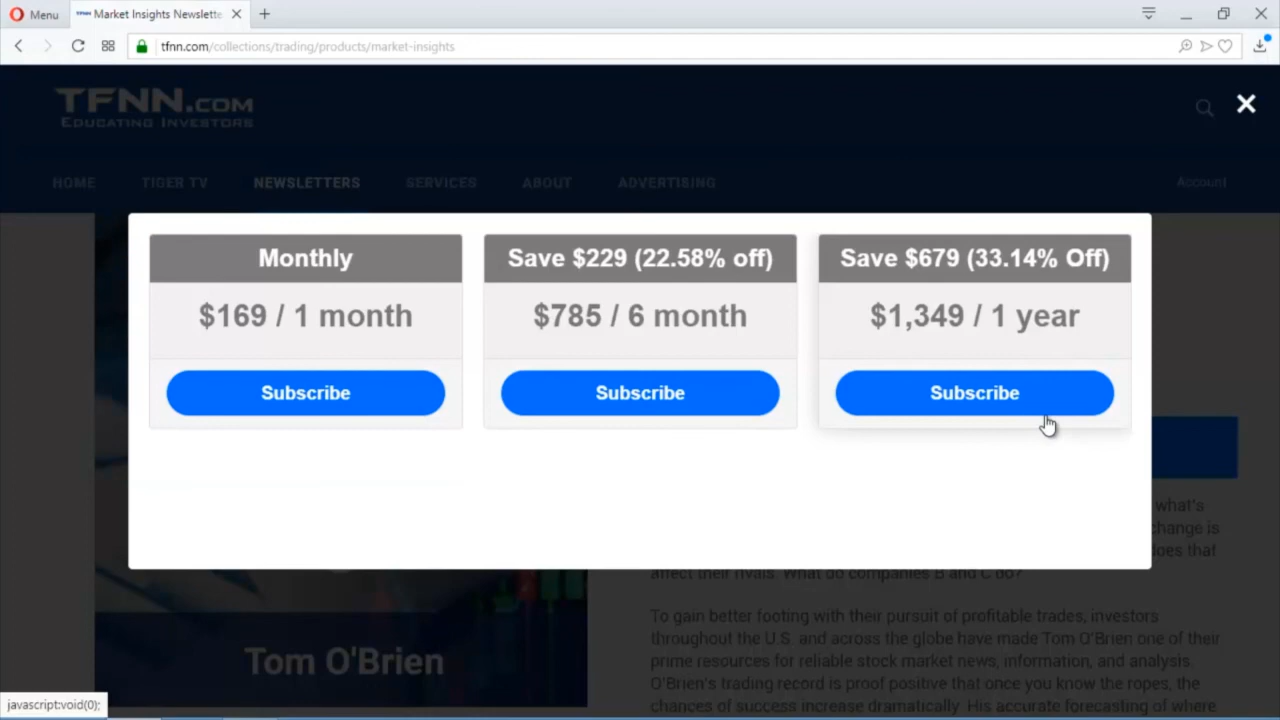 Menu
TFNN Market Insights Newslette
tfnn.com/collections/trading/products/market-insights
TFNN.COM
EDUCATING INVESTORS
HOME TIGER TV NEWSLETTERS SERVICES ABOUT ADVERTISING Account
Monthly
$169 / 1 month
Subscribe
Save $229 (22.58% off)
$785 / 6 month
Subscribe
Save $679 (33.14% Off)
$1,349 / 1 year
Subscribe
what's
change is
does that
affect their rivals. What do companies B and C do?
To gain better footing with their pursuit of profitable trades, investors
throughout the U.S. and across the globe have made Tom O'Brien one of their
prime resources for reliable stock market news, information, and analysis.
O'Brien's trading record is proof positive that once you know the ropes, the
chances of success increase dramatically. His accurate forecasting of where
Tom O'Brien
javascript:void(0);